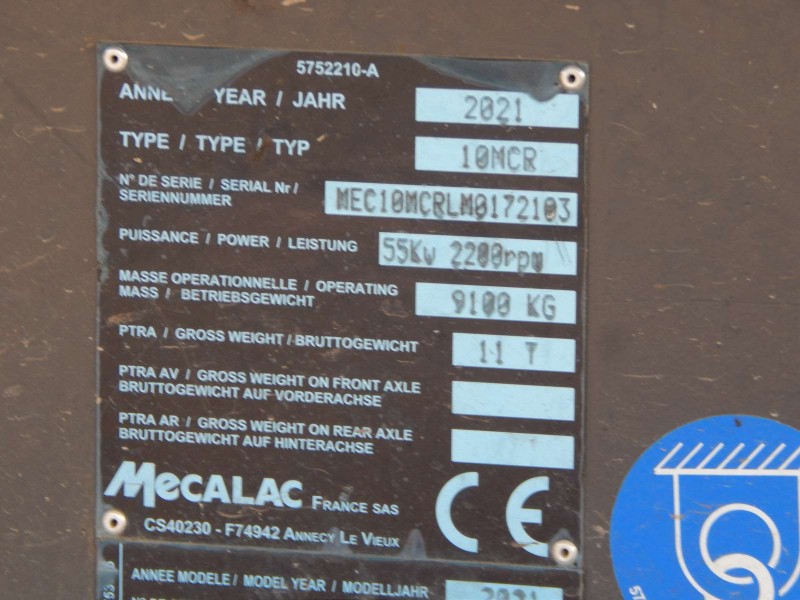 5752210-A
YEAR / JAHR 2021
TYPE / TYPE / TYP 10MCR
N° DE SERIE / SERIAL Nr /
SERIENNUMMER MEC10MCRLM0172103
PUISSANCE / POWER / LEISTUNG 55Kw 2200rpm
MASSE OPERATIONNELLE / OPERATING
MASS / BETRIEBSGEWICHT 9100 KG
PTRA / GROSS WEIGHT / BRUTTOGEWICHT 11 T
PTRA AV / GROSS WEIGHT ON FRONT AXLE
BRUTTOGEWICHT AUF VORDERACHSE
PTRA AR / GROSS WEIGHT ON REAR AXLE
BRUTTOGEWICHT AUF HINTERACHSE
MECALAC FRANCE SAS CE
CS40230 - F74942 ANNECY LE VIEUX
ANNEE MODELE / MODEL YEAR / MODELLJAHR 2021